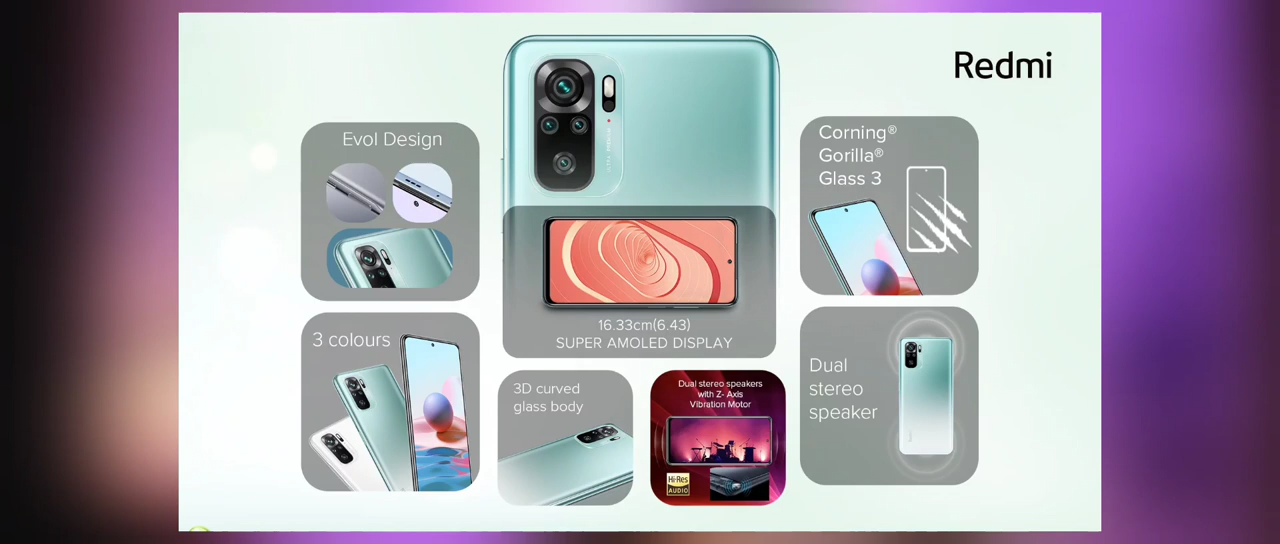 Redmi
Evol Design
Corning®
Gorilla®
Glass 3
16.33cm(6.43)
SUPER AMOLED DISPLAY
3 colours
3D curved
glass body
Dual stereo speakers
with Z- Axis
Vibration Motor
Hi-Res
AUDIO
Dual
stereo
speaker